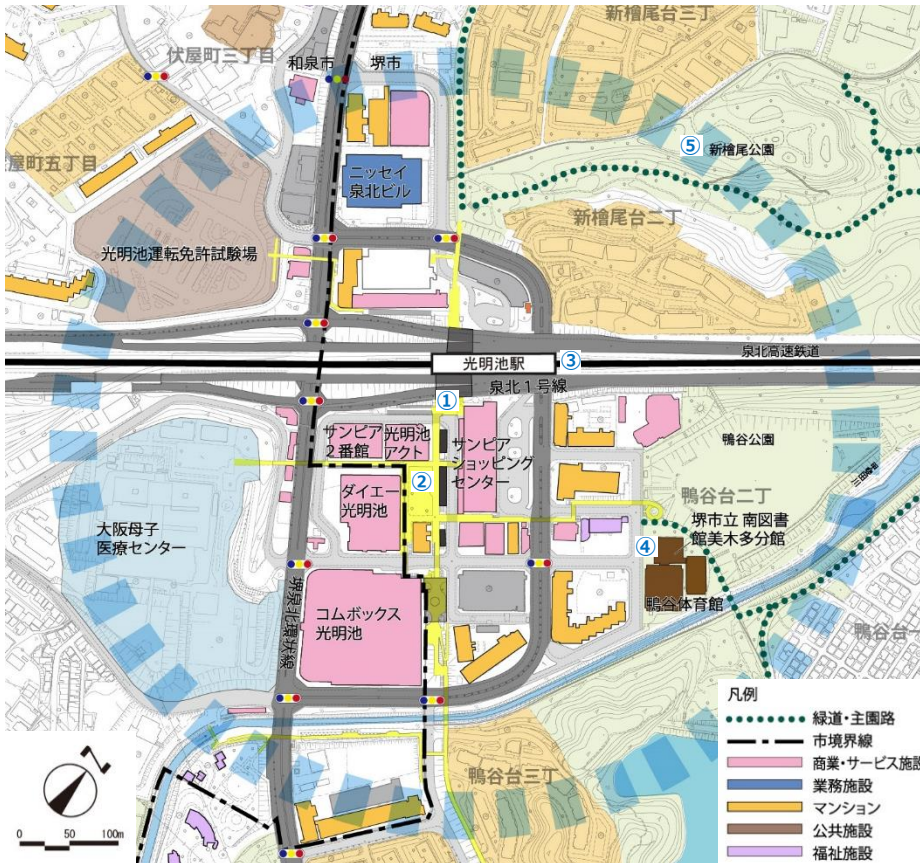 新檜尾台三丁
伏屋町三丁目
和泉市
堺市
⑤
新檜尾公園
屋町五丁目
ニッセイ
泉北ビル
新檜尾台二丁
光明池運転免許試験場
光明池駅
③
泉北高速鉄道
泉北1号線
①
サンピア
2番館
光明池
アクト
サンピア
ショッピング
センター
鴨谷公園
②
ダイエー
光明池
鴨谷台二丁
大阪母子
医療センター
堺市立 南図書
館美木多分館
④
鴨谷体育館
堺泉北環状線
コムボックス
光明池
鴨谷台
鴨谷台三丁
凡例
緑道・主園路
市境界線
商業・サービス施設
業務施設
マンション
公共施設
福祉施設
0 50 100m